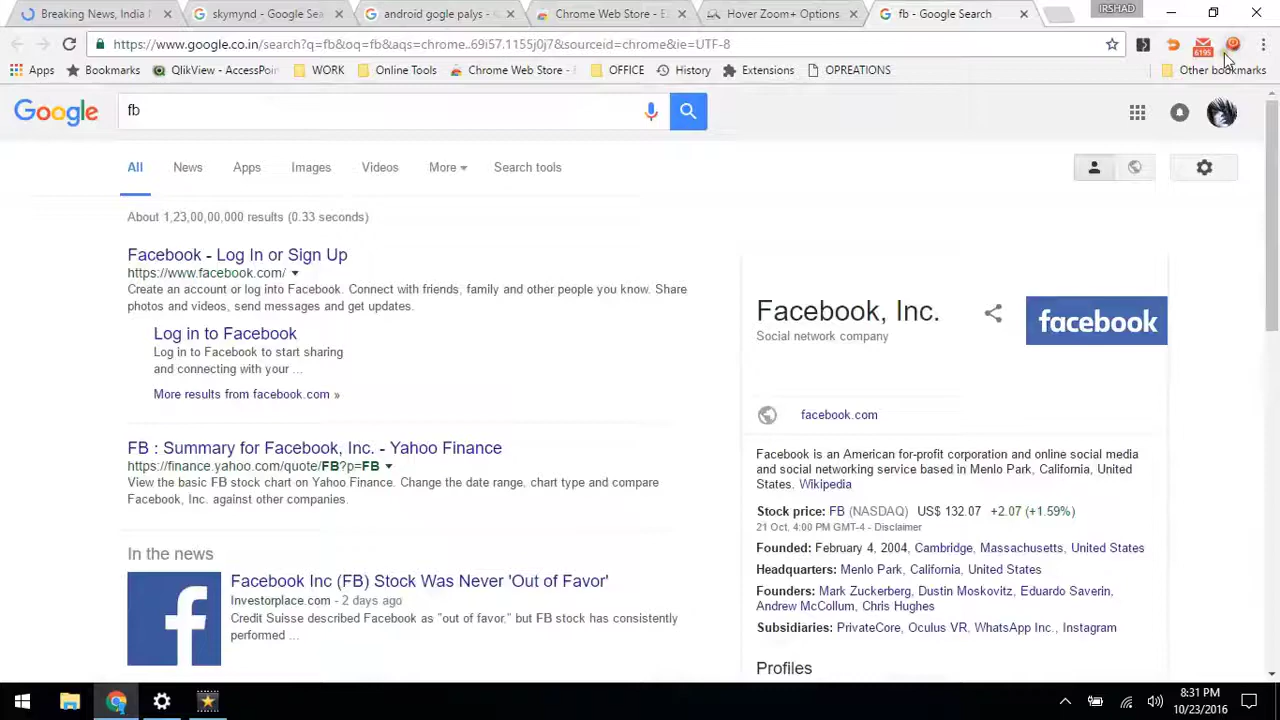 Breaking News, India N
skymynd - Google Sea
android gogle palys - G
Chrome Web Store - Ex
Hover Zoom+ Options
fb - Google Search
IRSHAD
https://www.google.co.in/search?q=fb&oq=fb&aqs=chrome..69i57.1155j0j7&sourceid=chrome&ie=UTF-8
6195
Apps
Bookmarks
QlikView - AccessPoin
WORK
Online Tools
Chrome Web Store - E
OFFICE
History
Extensions
OPREATIONS
Other bookmarks
Google
fb
All
News
Apps
Images
Videos
More
Search tools
About 1,23,00,00,000 results (0.33 seconds)
Facebook - Log In or Sign Up
https://www.facebook.com/
Create an account or log into Facebook. Connect with friends, family and other people you know. Share
photos and videos, send messages and get updates.
Log in to Facebook
Log in to Facebook to start sharing
and connecting with your ...
More results from facebook.com »
FB : Summary for Facebook, Inc. - Yahoo Finance
https://finance.yahoo.com/quote/FB?p=FB
View the basic FB stock chart on Yahoo Finance. Change the date range, chart type and compare
Facebook, Inc. against other companies.
In the news
Facebook Inc (FB) Stock Was Never 'Out of Favor'
Investorplace.com - 2 days ago
Credit Suisse described Facebook as "out of favor," but FB stock has consistently
performed ...
Facebook, Inc.
Social network company
facebook
facebook.com
Facebook is an American for-profit corporation and online social media
and social networking service based in Menlo Park, California, United
States. Wikipedia
Stock price: FB (NASDAQ) US$ 132.07 +2.07 (+1.59%)
21 Oct, 4:00 PM GMT-4 - Disclaimer
Founded: February 4, 2004, Cambridge, Massachusetts, United States
Headquarters: Menlo Park, California, United States
Founders: Mark Zuckerberg, Dustin Moskovitz, Eduardo Saverin,
Andrew McCollum, Chris Hughes
Subsidiaries: PrivateCore, Oculus VR, WhatsApp Inc., Instagram
Profiles
8:31 PM
10/23/2016